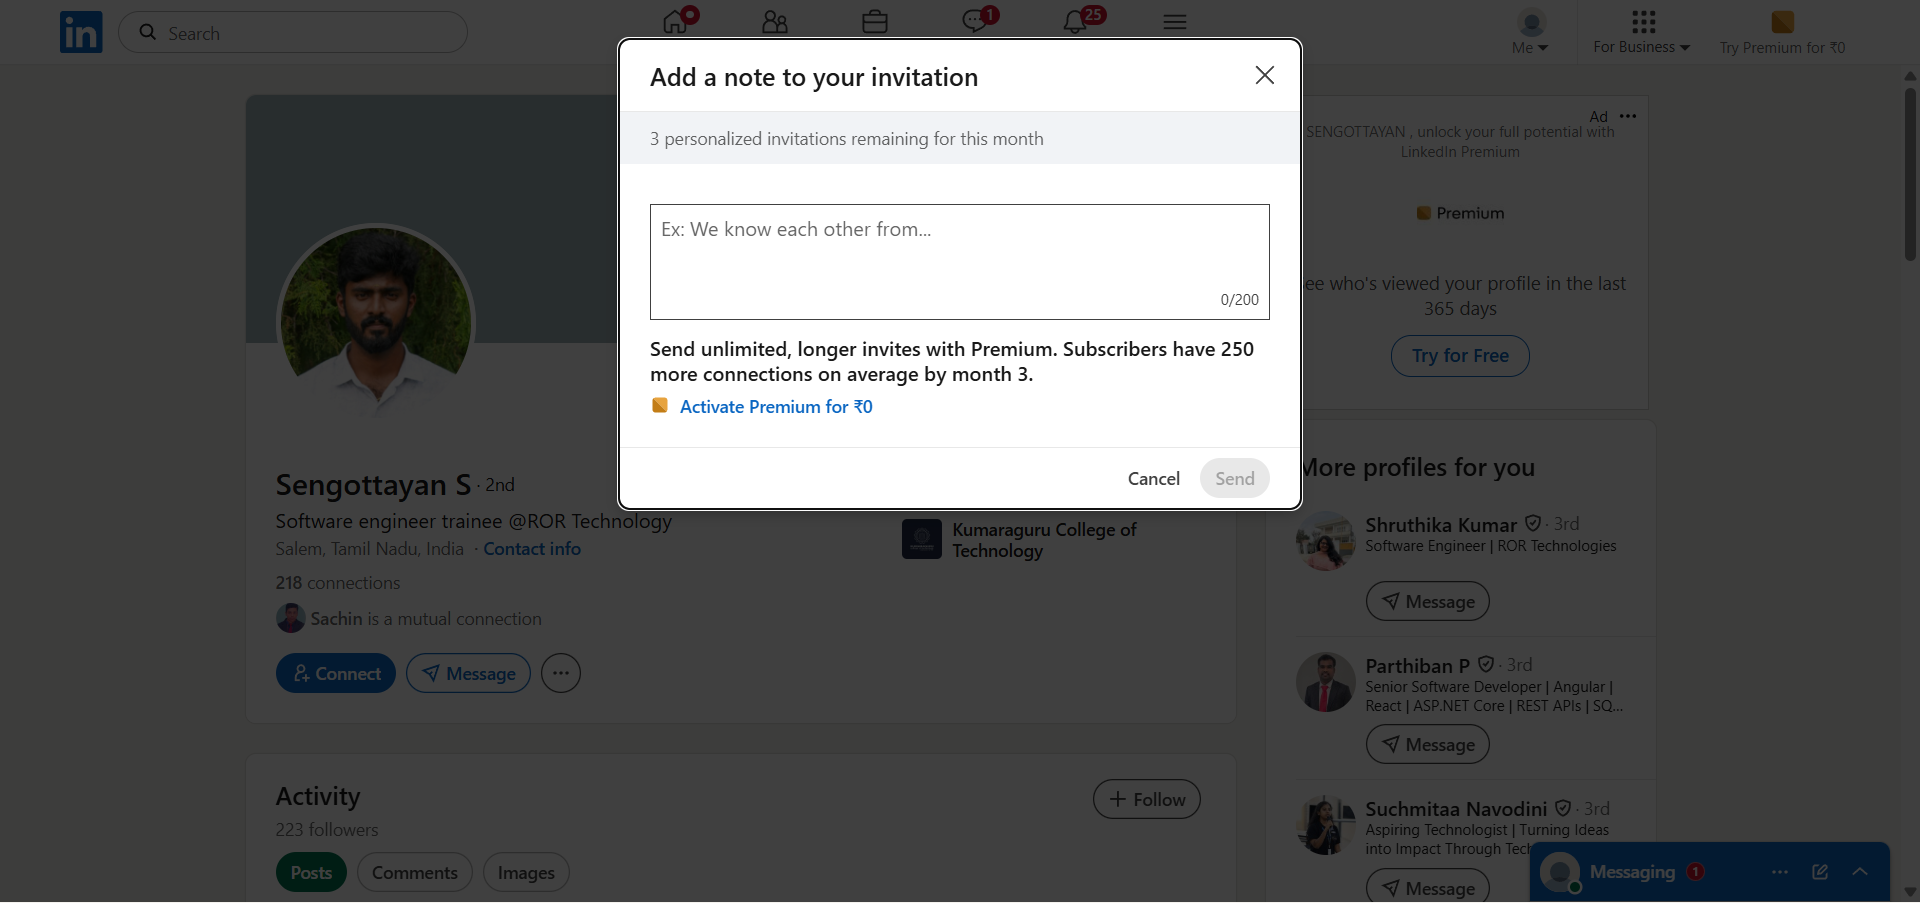 in
Search
1
25
Me
For Business
Try Premium for ₹0
Add a note to your invitation
3 personalized invitations remaining for this month
Ex: We know each other from...
0/200
Send unlimited, longer invites with Premium. Subscribers have 250
more connections on average by month 3.
Activate Premium for ₹0
Cancel
Send
Sengottayan S · 2nd
Software engineer trainee @ROR Technology
Salem, Tamil Nadu, India · Contact info
218 connections
Sachin is a mutual connection
Connect
Message
Kumaraguru College of
Technology
Activity
223 followers
Follow
Posts
Comments
Images
Ad
SENGOTTAYAN , unlock your full potential with
LinkedIn Premium
Premium
ee who's viewed your profile in the last
365 days
Try for Free
More profiles for you
Shruthika Kumar · 3rd
Software Engineer | ROR Technologies
Message
Parthiban P · 3rd
Senior Software Developer | Angular |
React | ASP.NET Core | REST APIs | SQ...
Message
Suchmitaa Navodini · 3rd
Aspiring Technologist | Turning Ideas
into Impact Through Tech
Message
Messaging
1